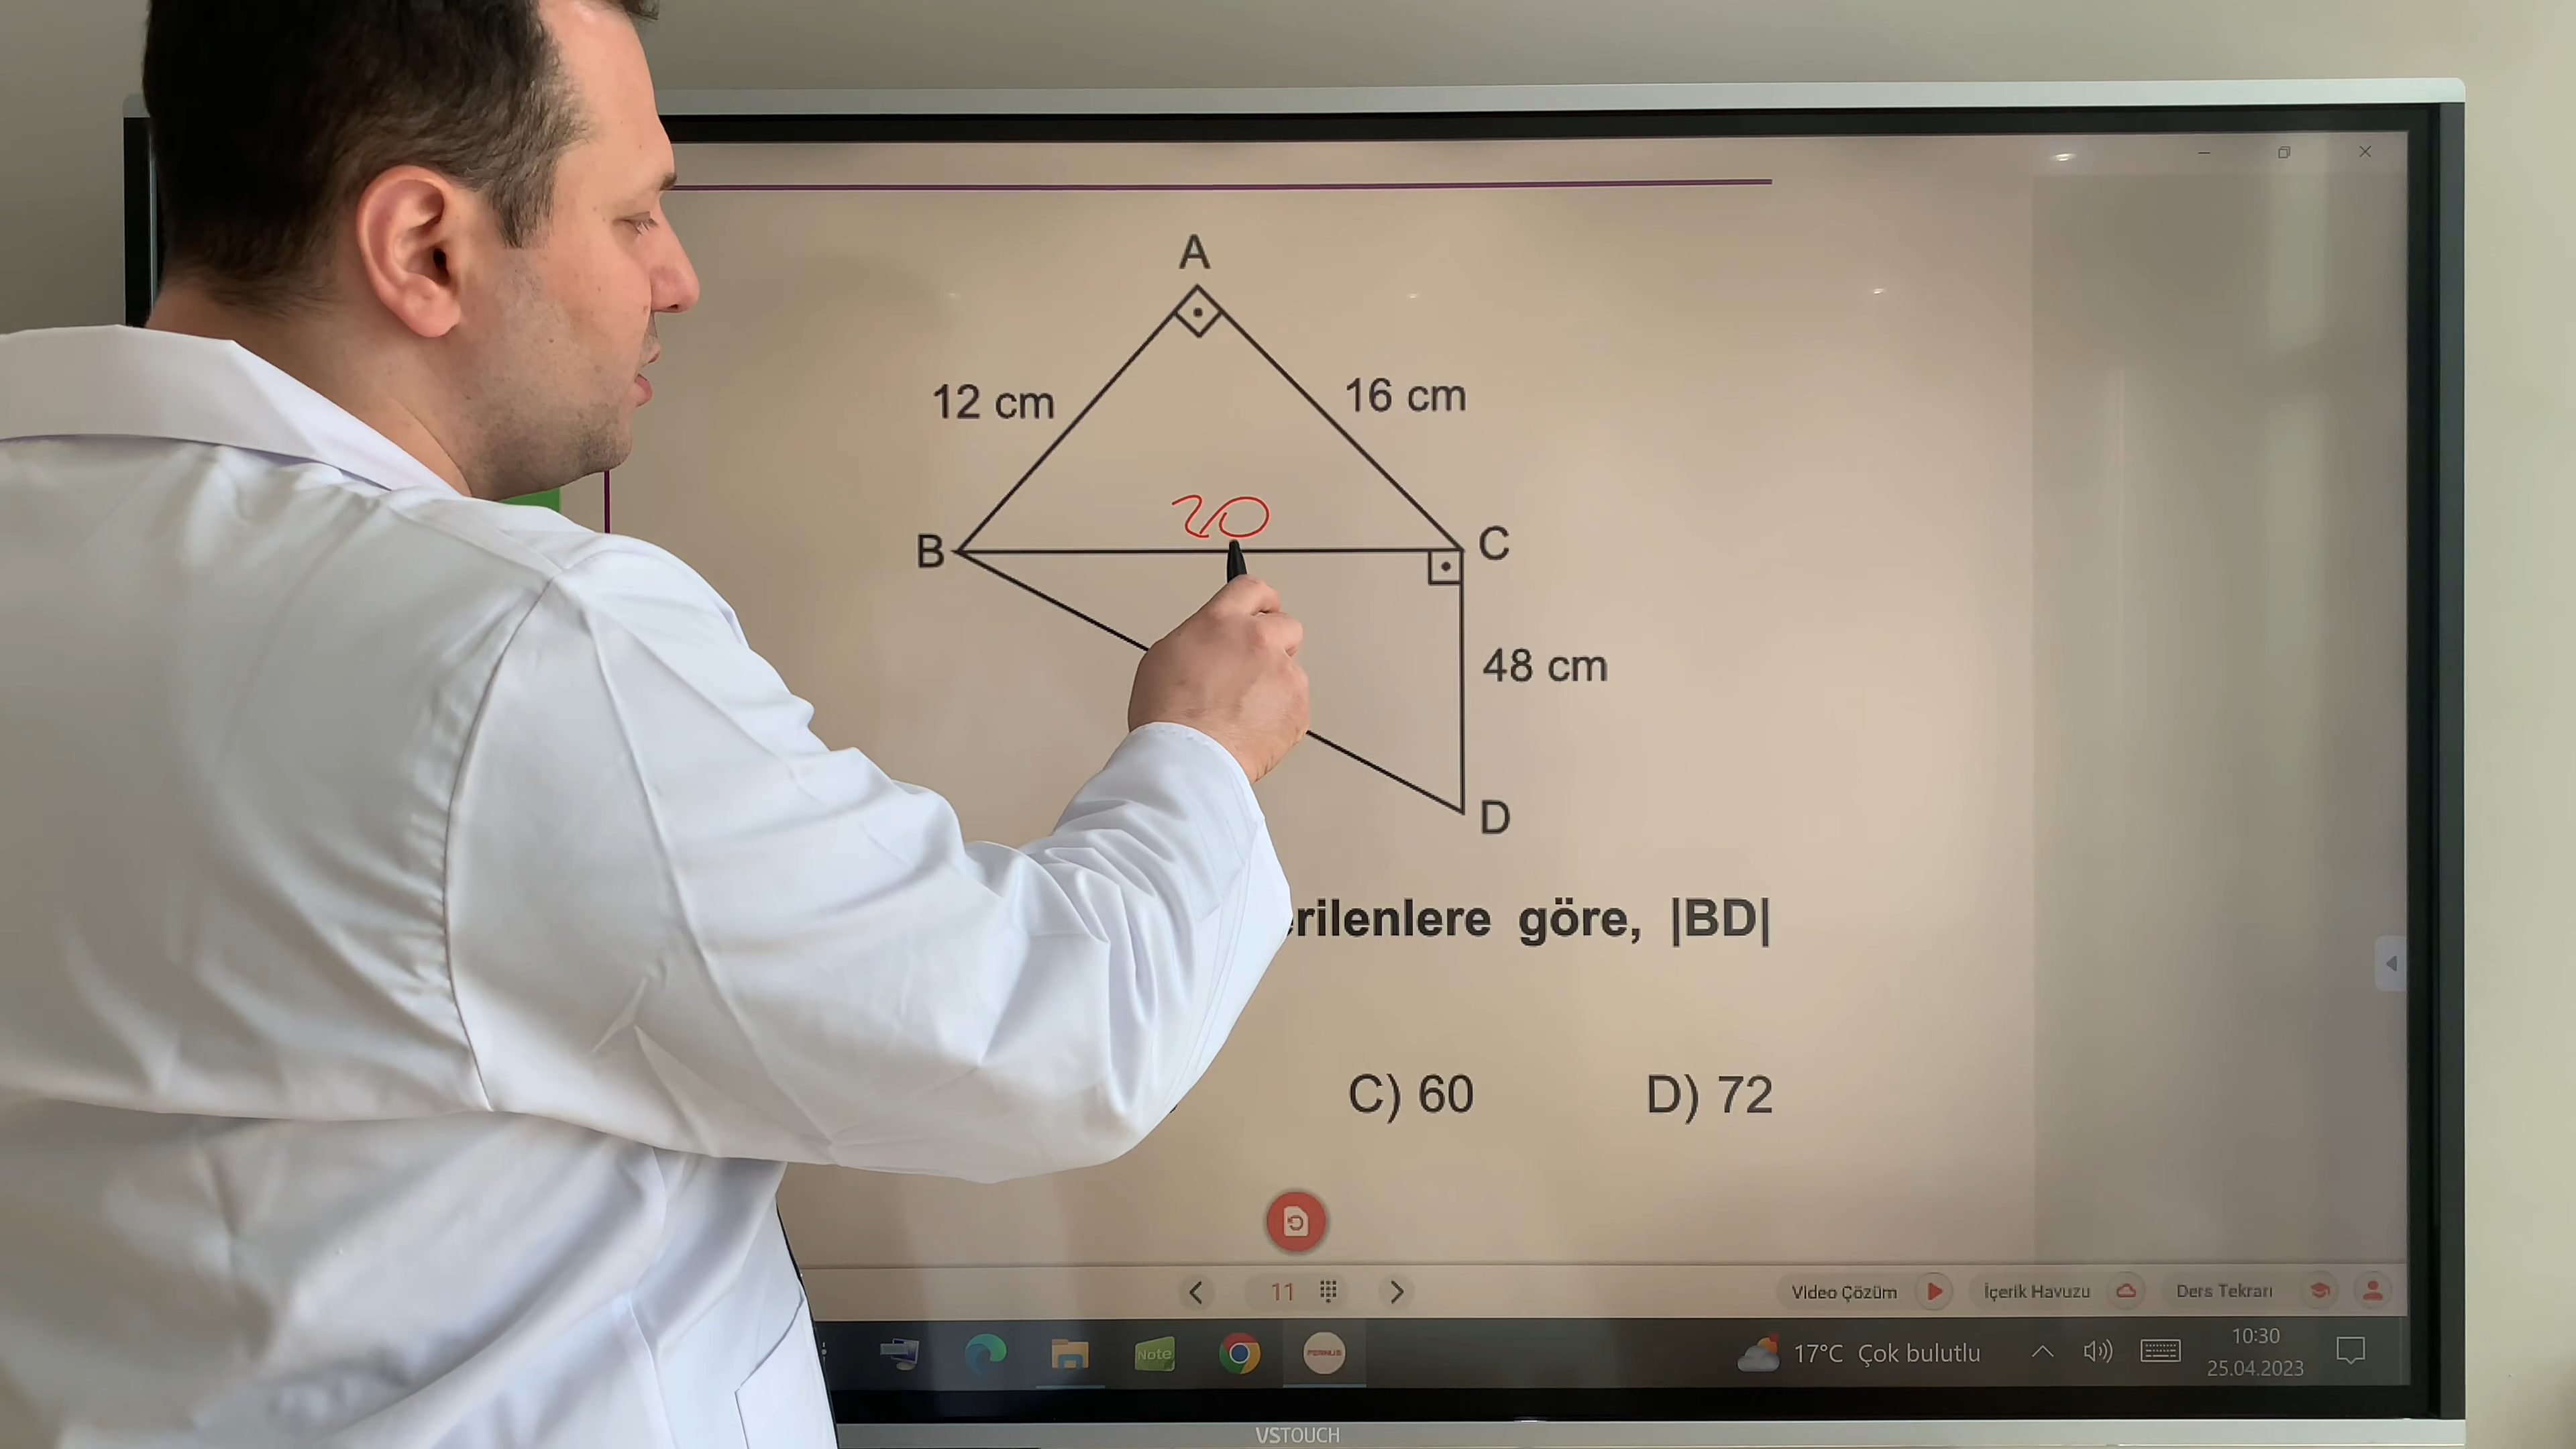 A
12 cm
16 cm
20
B
C
48 cm
D
göre, |BD|
C) 60
D) 72
11
Video Çözüm
İçerik Havuzu
Ders Tekrarı
Note
FERNUS
17°C Çok bulutlu
10:30
25.04.2023
VSTOUCH